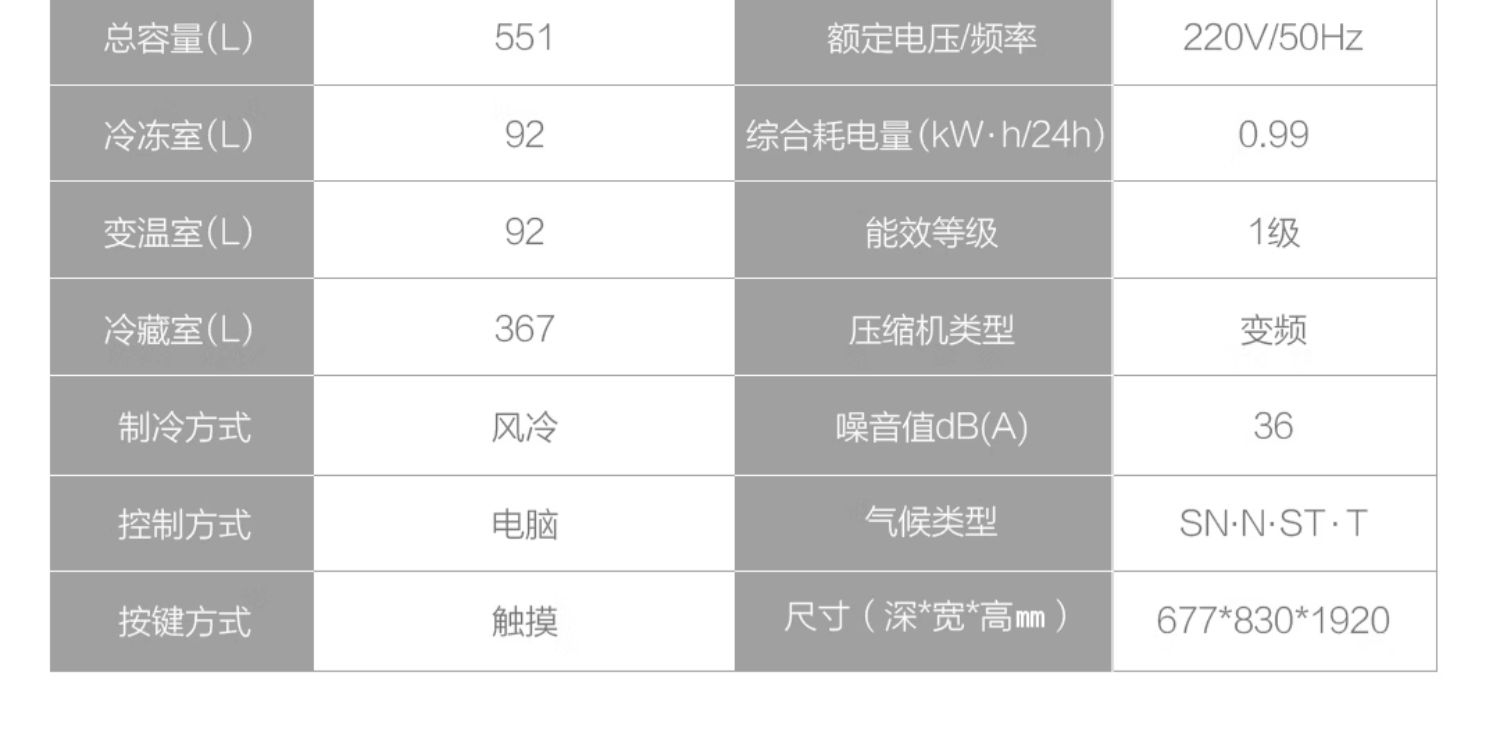 总容量(L) 551 额定电压/频率 220V/50Hz
冷冻室(L) 92 综合耗电量(kW·h/24h) 0.99
变温室(L) 92 能效等级 1级
冷藏室(L) 367 压缩机类型 变频
制冷方式 风冷 噪音值dB(A) 36
控制方式 电脑 气候类型 SN·N·ST·T
按键方式 触摸 尺寸（深*宽*高㎜） 677*830*1920